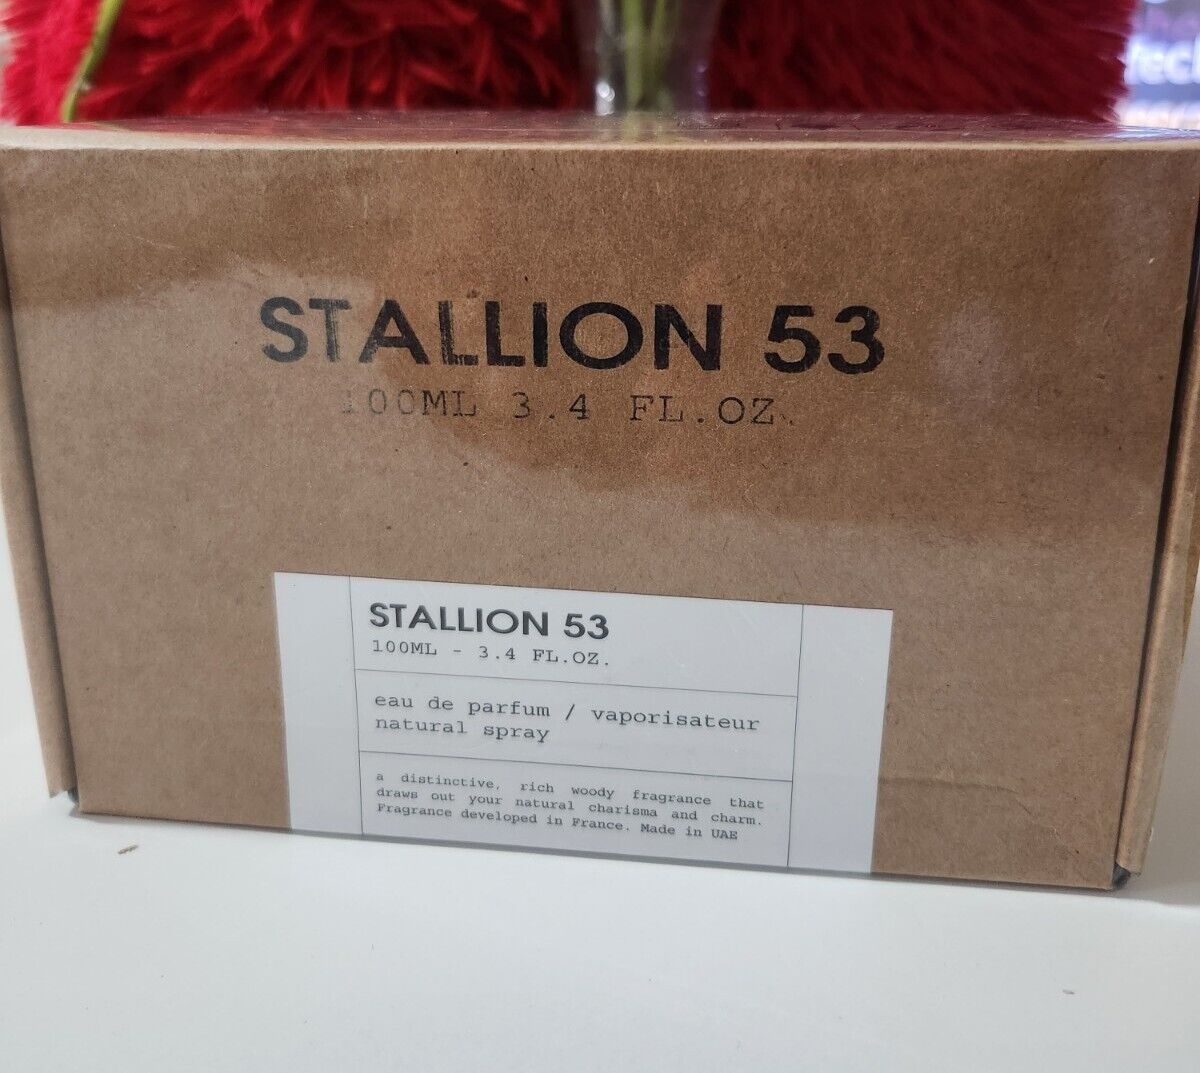 STALLION 53
100ML 3.4 FL.OZ.
STALLION 53
100ML - 3.4 FL.OZ.
eau de parfum / vaporisateur
natural spray
a distinctive, rich woody fragrance that
draws out your natural charisma and charm.
Fragrance developed in France. Made in UAE